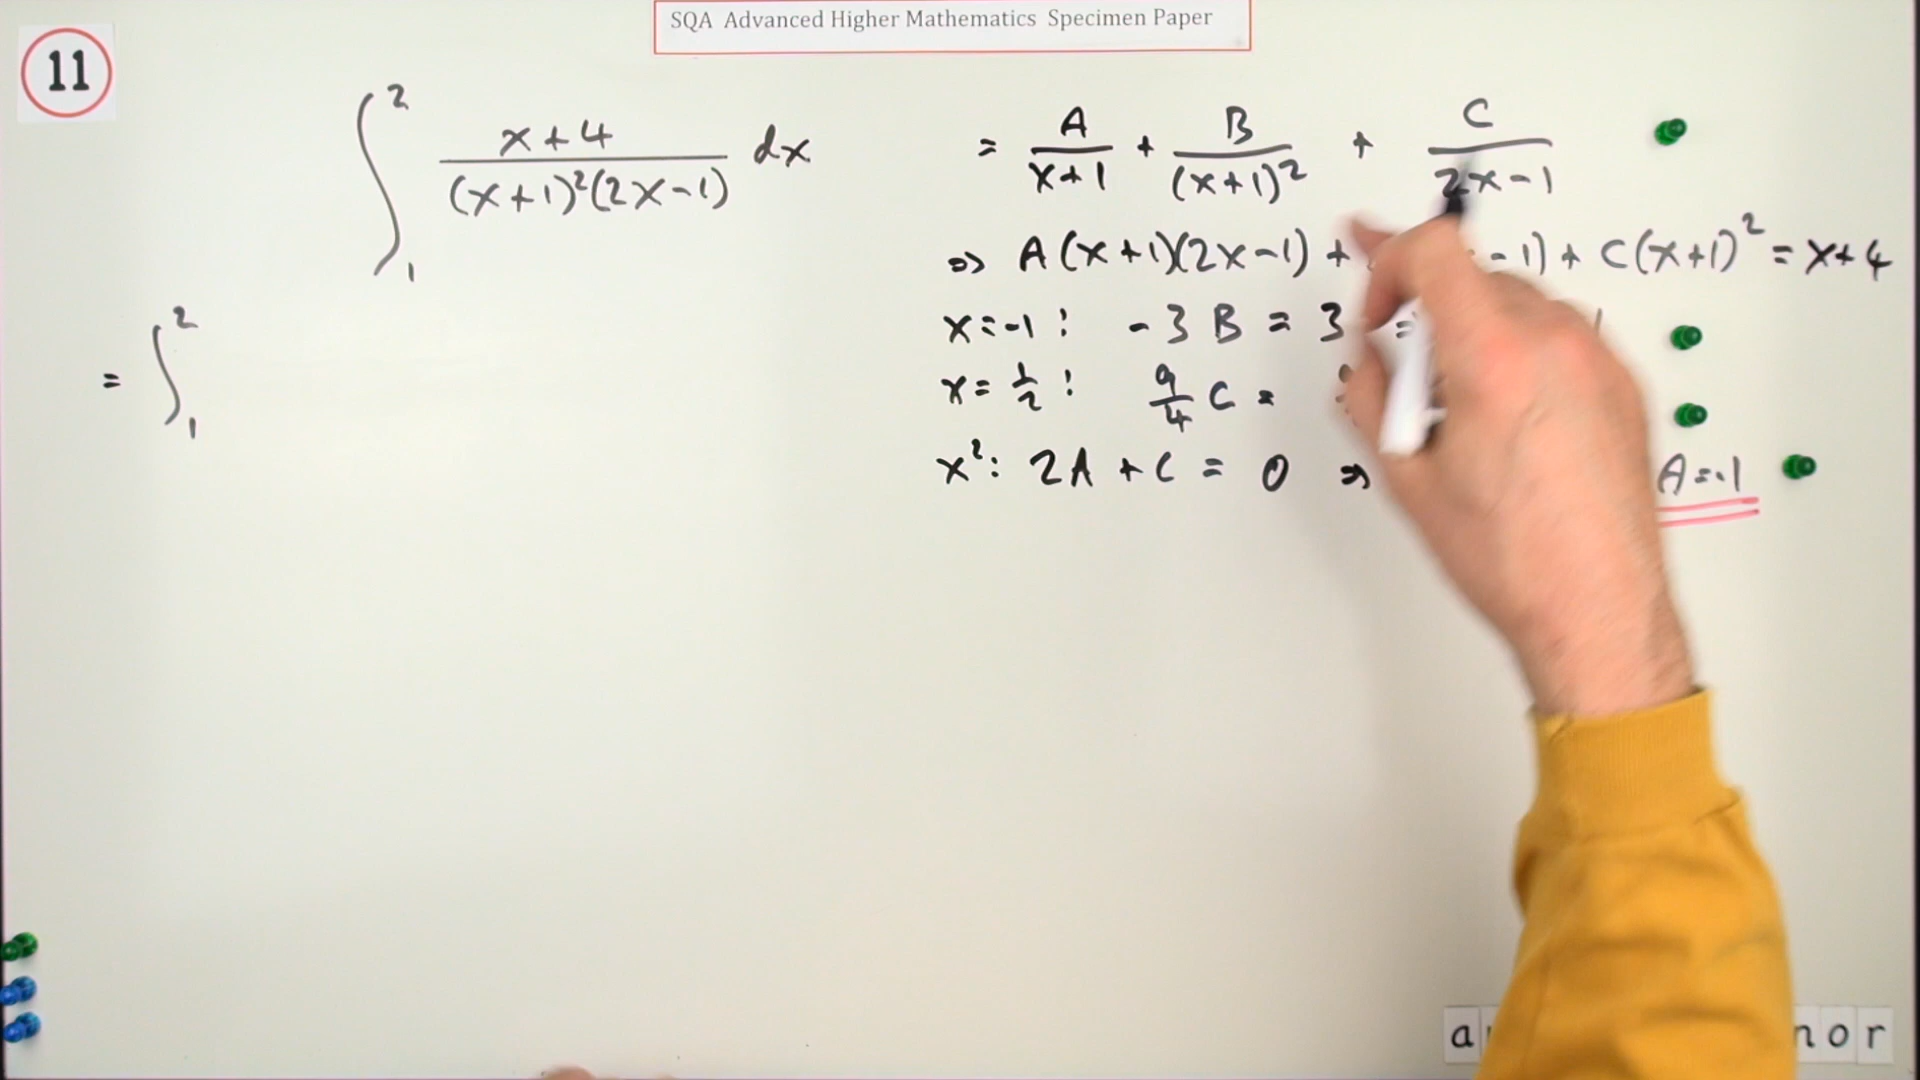 SQA Advanced Higher Mathematics Specimen Paper
11
∫₁² (x+4)/((x+1)²(2x-1)) dx = A/(x+1) + B/(x+1)² + C/(2x-1)
⇒ A(x+1)(2x-1) + -1) + C(x+1)² = x+4
x=-1: -3B = 3 =
= ∫₁²
x=1/2: 9/4 C =
x²: 2A + C = 0 ⇒ A=-1
a nor